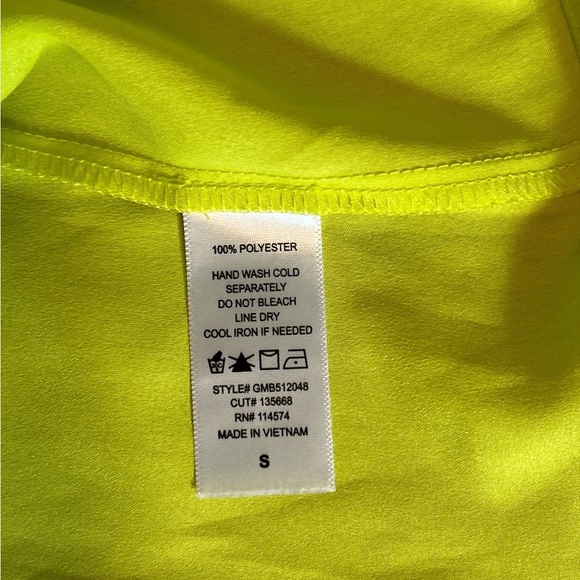 100% POLYESTER
HAND WASH COLD
SEPARATELY
DO NOT BLEACH
LINE DRY
COOL IRON IF NEEDED
STYLE# GMB512048
CUT# 135668
RN# 114574
MADE IN VIETNAM
S